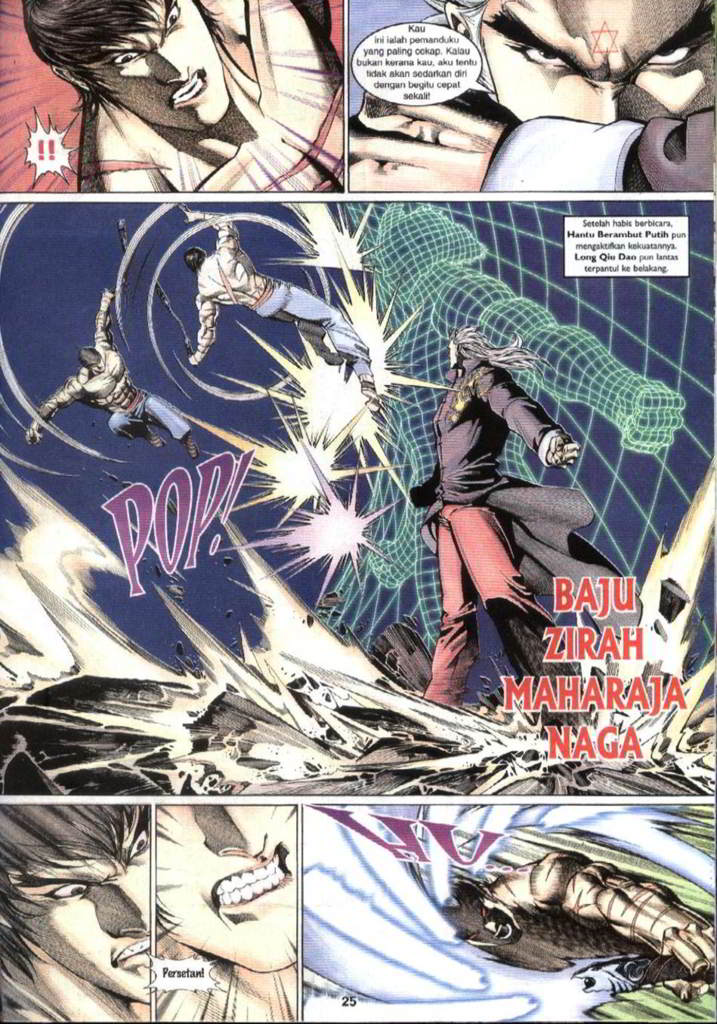 !!
Kau
ini ialah pemanduku
yang paling cekap. Kalau
bukan kerana kau, aku tentu
tidak akan sedarkan diri
dengan begitu cepat
sekali!
Setelah habis berbicara,
Hantu Berambut Putih pun
mengaktifkan kekuatannya.
Long Qiu Dao pun lantas
terpantul ke belakang.
POP!
BAJU
ZIRAH
MAHARAJA
NAGA
Persetan!
HU...
25